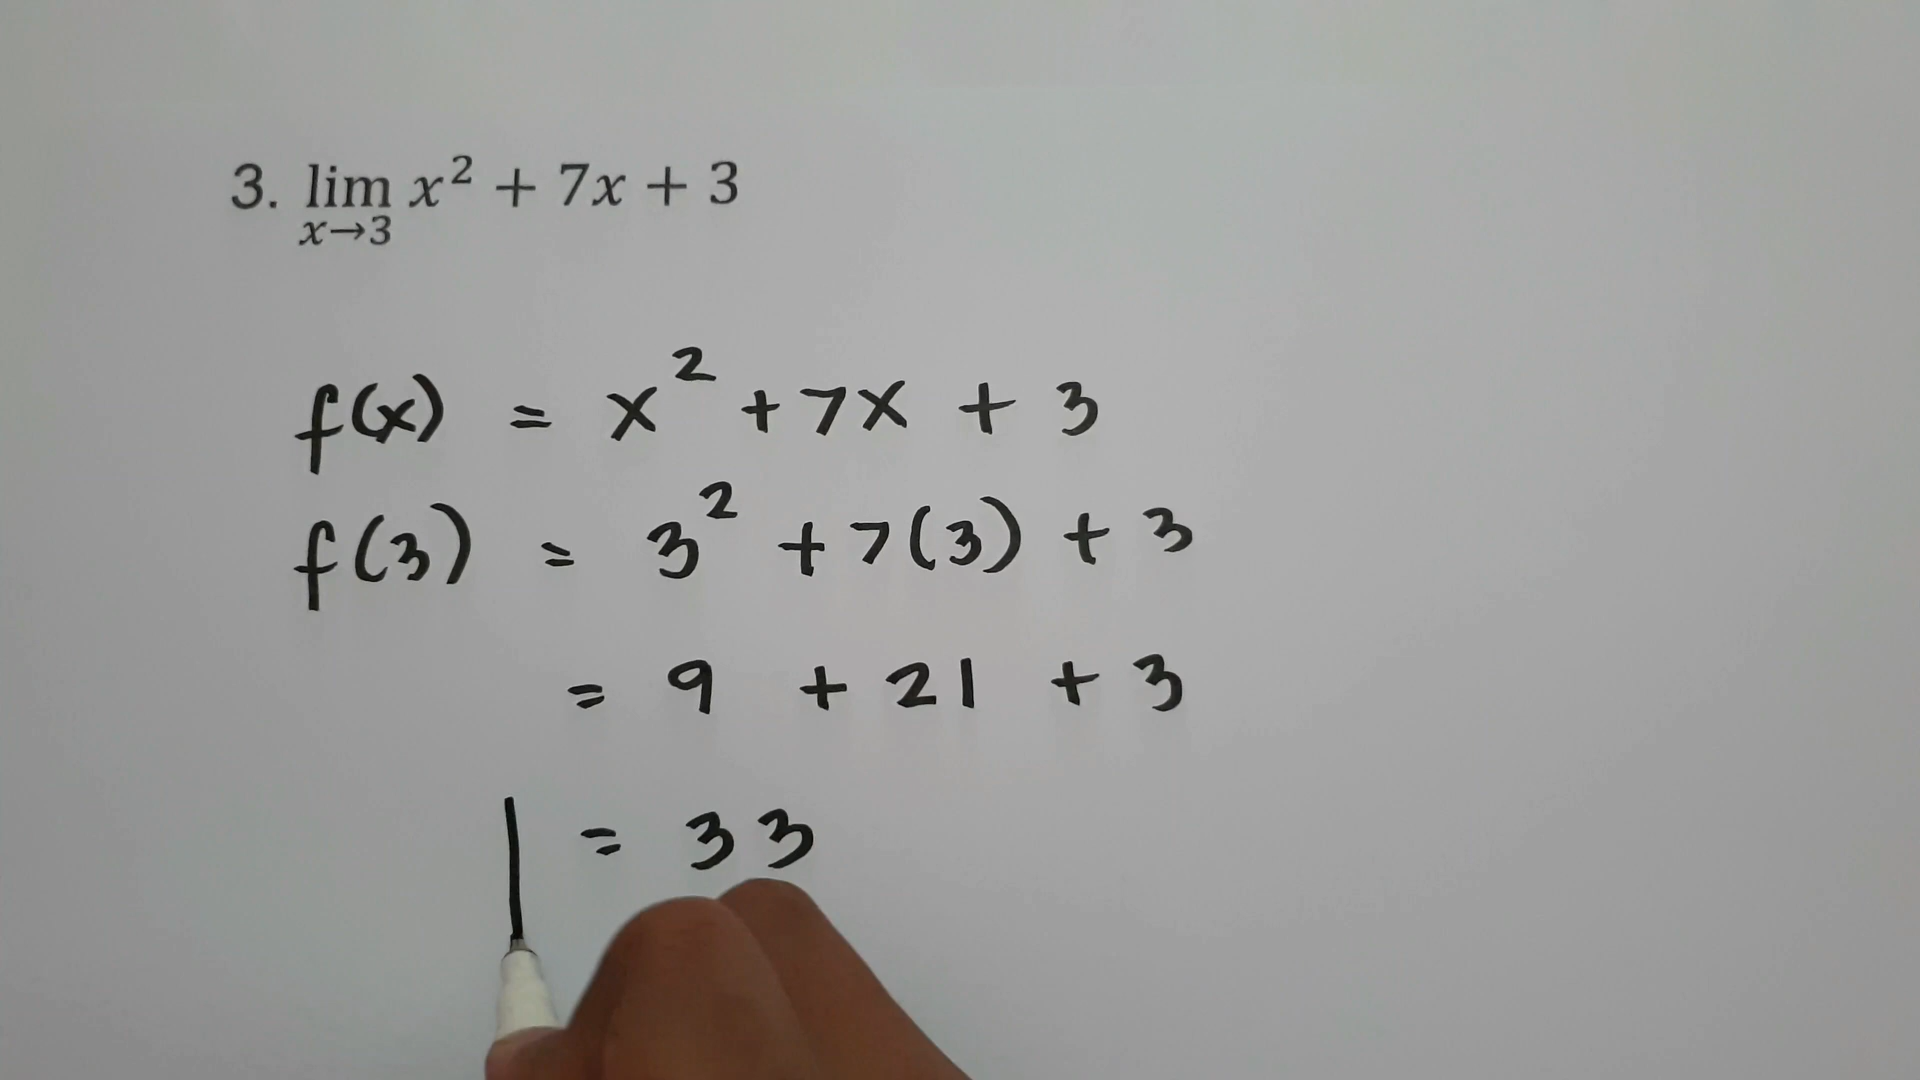 3. lim x² + 7x + 3
x→3
f(x) = x² + 7x + 3
f(3) = 3² + 7(3) + 3
= 9 + 21 + 3
= 33